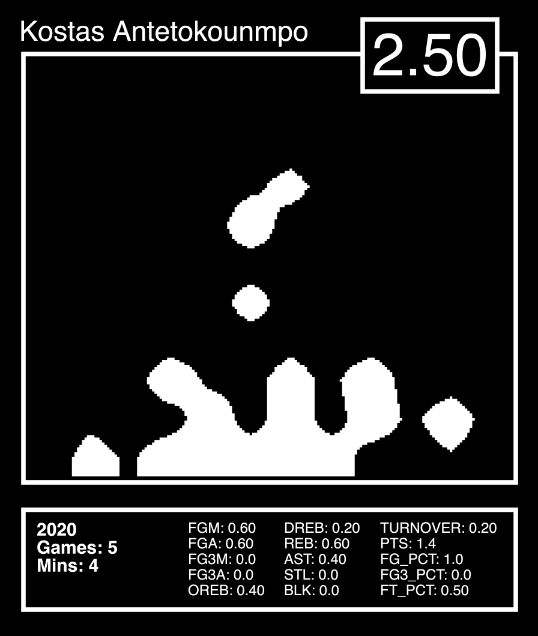 Kostas Antetokounmpo
2.50
2020
Games: 5
Mins: 4
FGM: 0.60
FGA: 0.60
FG3M: 0.0
FG3A: 0.0
OREB: 0.40
DREB: 0.20
REB: 0.60
AST: 0.40
STL: 0.0
BLK: 0.0
TURNOVER: 0.20
PTS: 1.4
FG_PCT: 1.0
FG3_PCT: 0.0
FT_PCT: 0.50